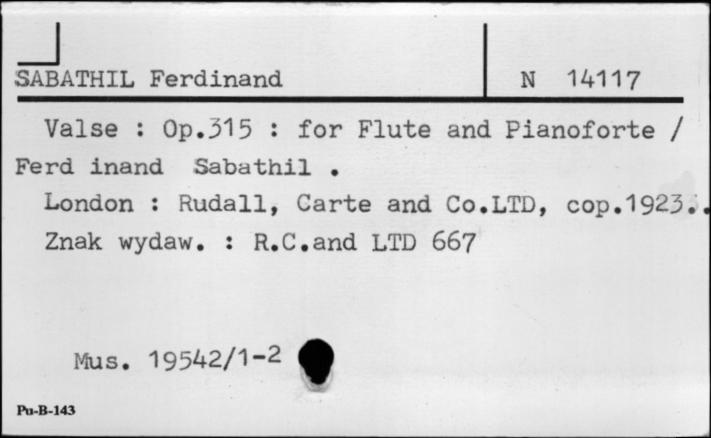 SABATHIL Ferdinand N 14117
Valse : Op.315 : for Flute and Pianoforte /
Ferd inand Sabathil .
London : Rudall, Carte and Co.LTD, cop.1923..
Znak wydaw. : R.C.and LTD 667
Mus. 19542/1-2
Pu-B-143